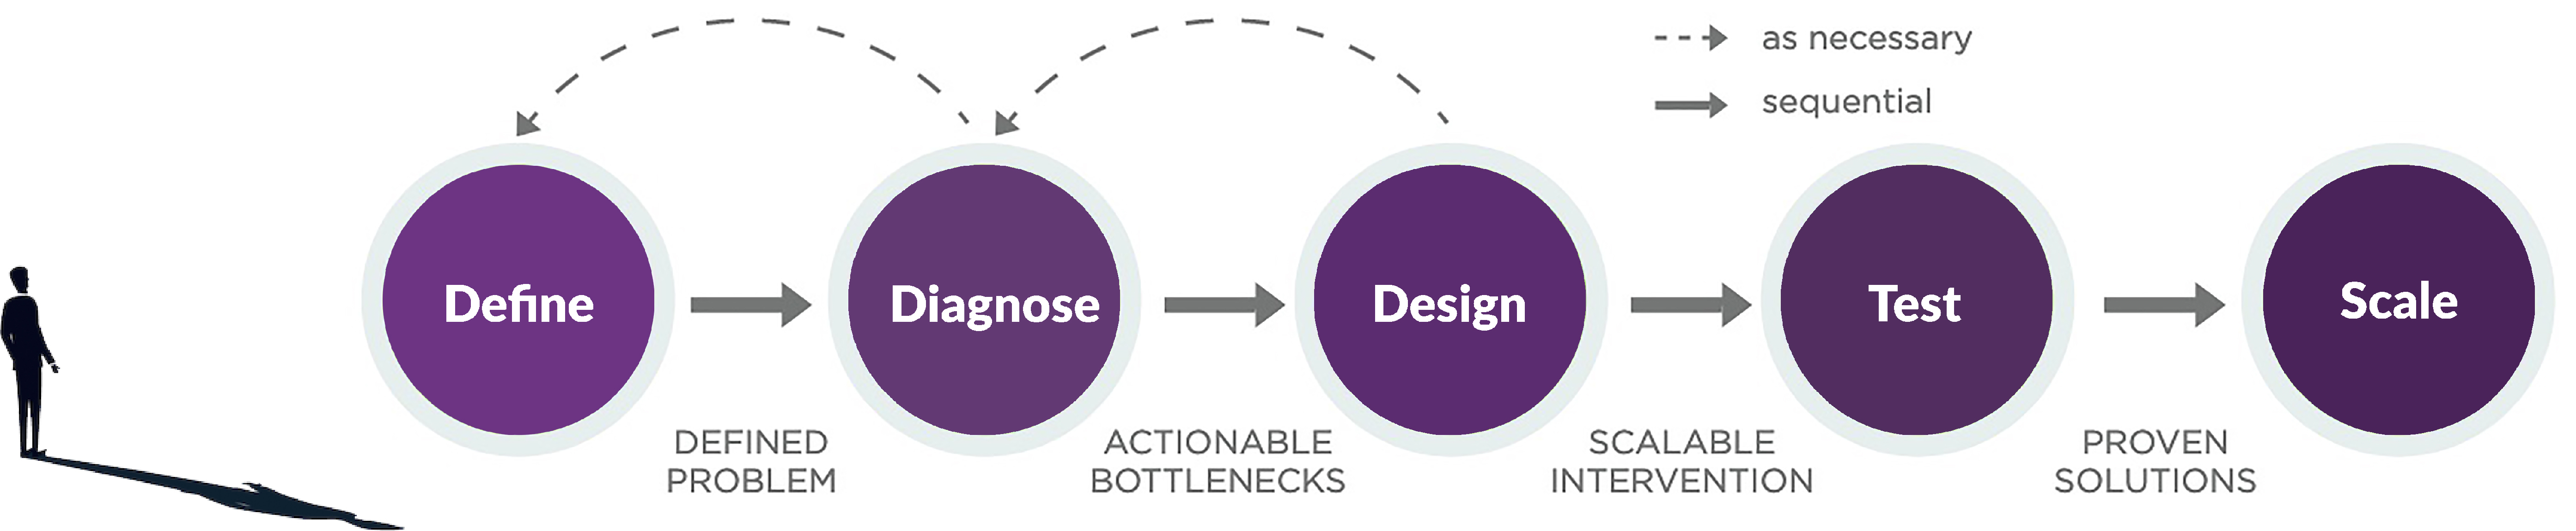 as necessary
sequential
Define
Diagnose
Design
Test
Scale
DEFINED
PROBLEM
ACTIONABLE
BOTTLENECKS
SCALABLE
INTERVENTION
PROVEN
SOLUTIONS